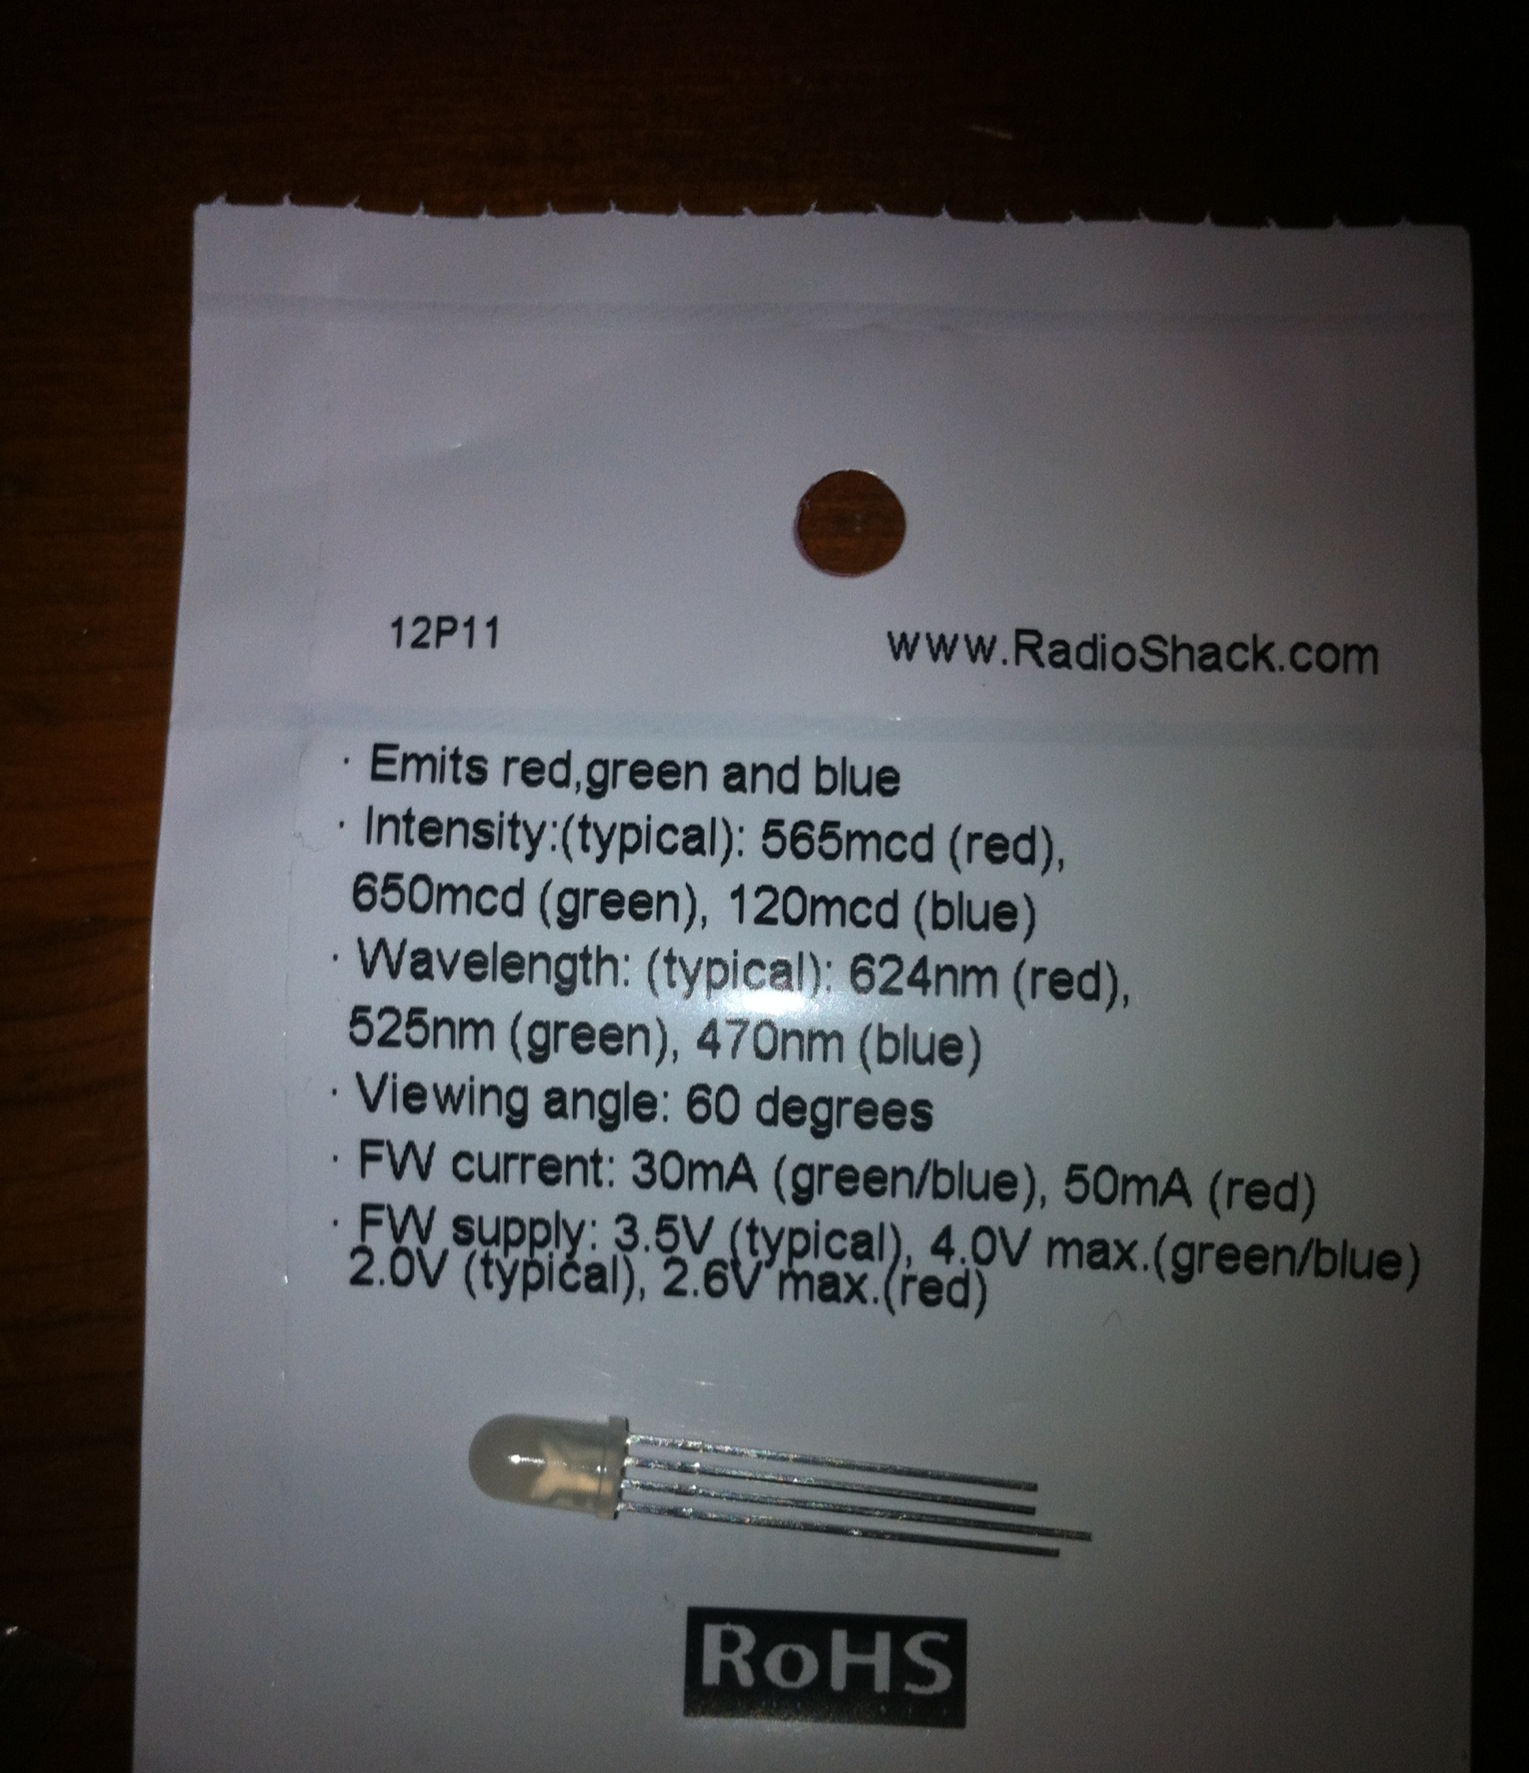 12P11
www.RadioShack.com
· Emits red,green and blue
· Intensity:(typical): 565mcd (red),
650mcd (green), 120mcd (blue)
· Wavelength: (typical): 624nm (red),
525nm (green), 470nm (blue)
· Viewing angle: 60 degrees
· FW current: 30mA (green/blue), 50mA (red)
· FW supply: 3.5V (typical), 4.0V max.(green/blue)
2.0V (typical), 2.6V max.(red)
RoHS